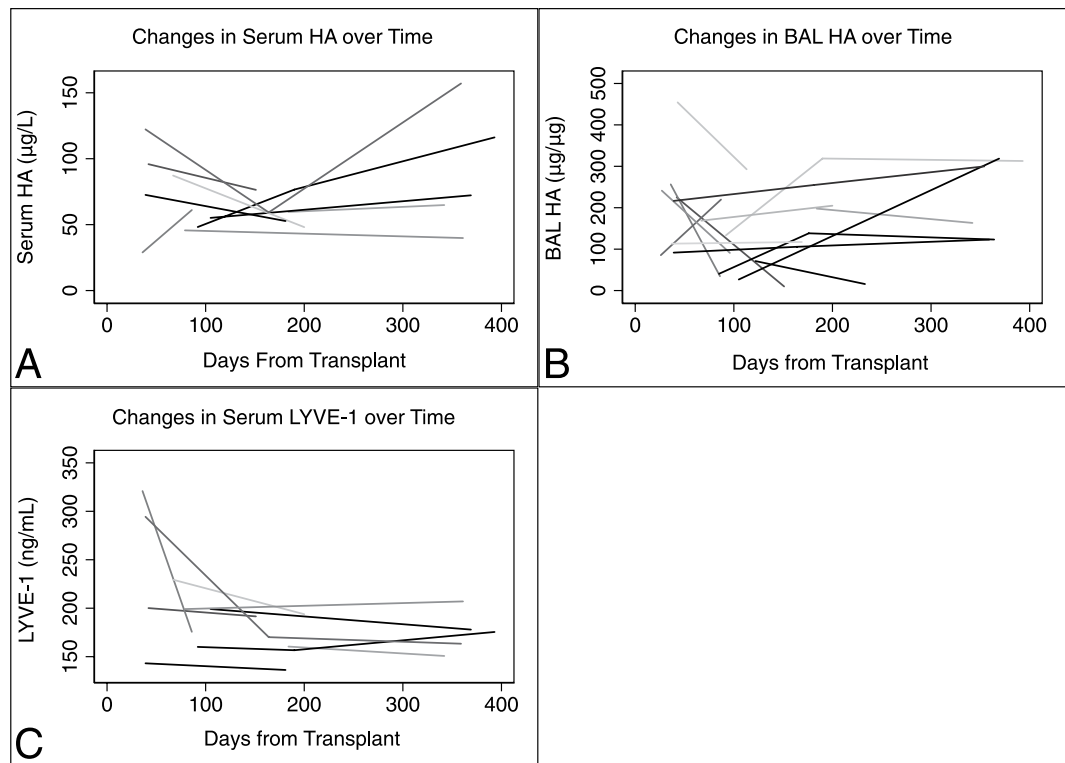 Changes in Serum HA over Time
Serum HA (µg/L)
150
100
50
0
0 100 200 300 400
Days From Transplant
A
Changes in BAL HA over Time
BAL HA (µg/µg)
500
400
300
200
100
0
0 100 200 300 400
Days from Transplant
B
Changes in Serum LYVE-1 over Time
LYVE-1 (ng/mL)
350
300
250
200
150
0 100 200 300 400
Days from Transplant
C